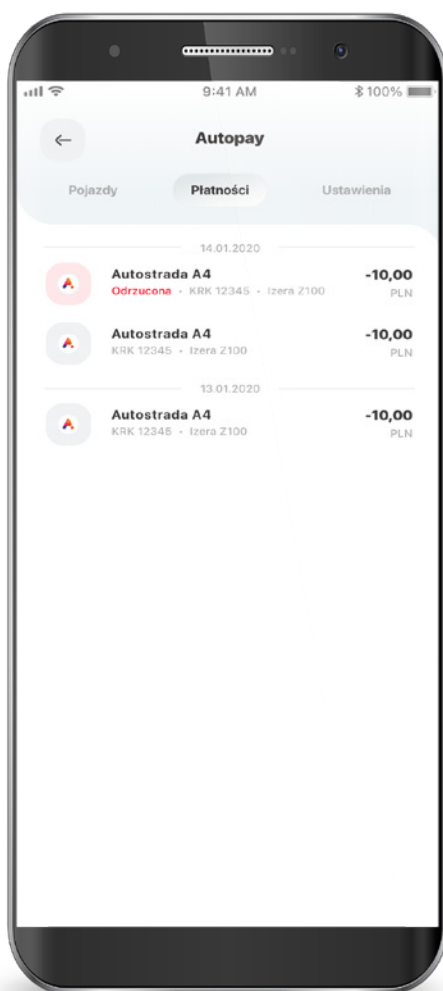 9:41 AM
100%
Autopay
Pojazdy Płatności Ustawienia
14.01.2020
Autostrada A4 -10,00
Odrzucona • KRK 12345 • Izera Z100 PLN
Autostrada A4 -10,00
KRK 12345 • Izera Z100 PLN
13.01.2020
Autostrada A4 -10,00
KRK 12345 • Izera Z100 PLN